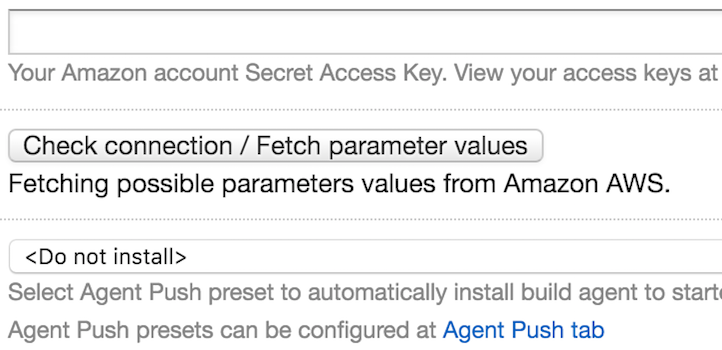 Your Amazon account Secret Access Key. View your access keys at
Check connection / Fetch parameter values
Fetching possible parameters values from Amazon AWS.
<Do not install>
Select Agent Push preset to automatically install build agent to starte
Agent Push presets can be configured at Agent Push tab